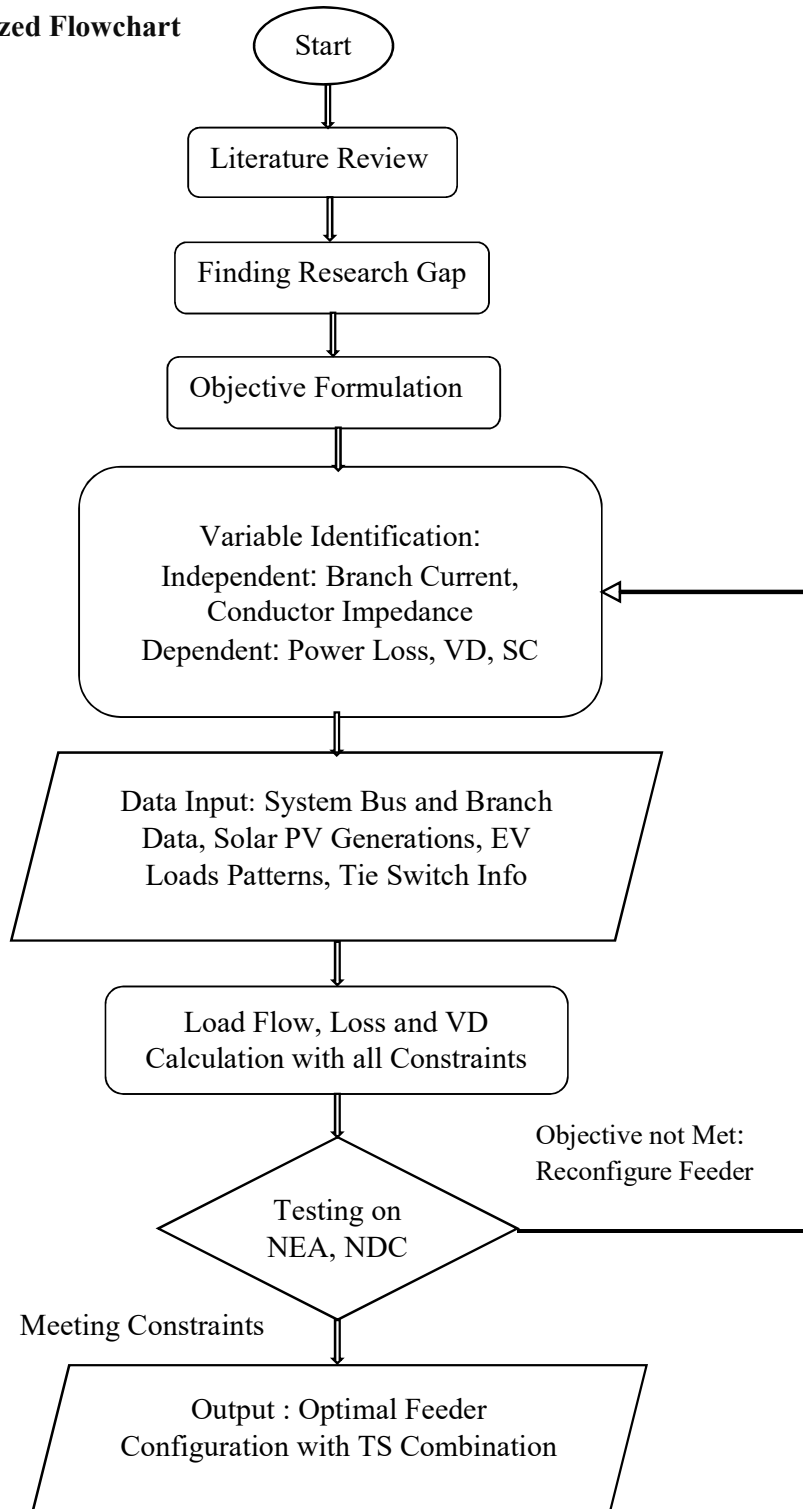 zed Flowchart
Start
Literature Review
Finding Research Gap
Objective Formulation
Variable Identification:
Independent: Branch Current,
Conductor Impedance
Dependent: Power Loss, VD, SC
Data Input: System Bus and Branch
Data, Solar PV Generations, EV
Loads Patterns, Tie Switch Info
Load Flow, Loss and VD
Calculation with all Constraints
Objective not Met:
Reconfigure Feeder
Testing on
NEA, NDC
Meeting Constraints
Output : Optimal Feeder
Configuration with TS Combination